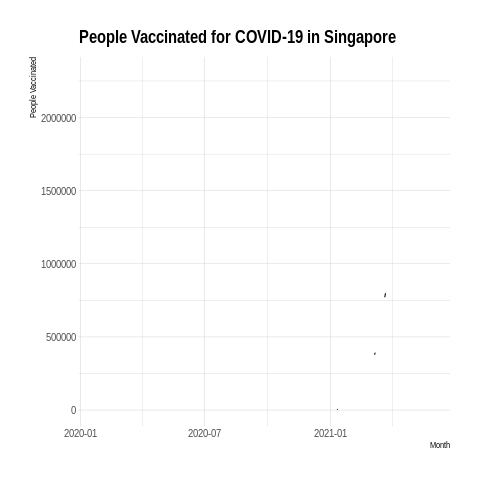 People Vaccinated for COVID-19 in Singapore
People Vaccinated
2000000
1500000
1000000
500000
0
2020-01
2020-07
2021-01
Month